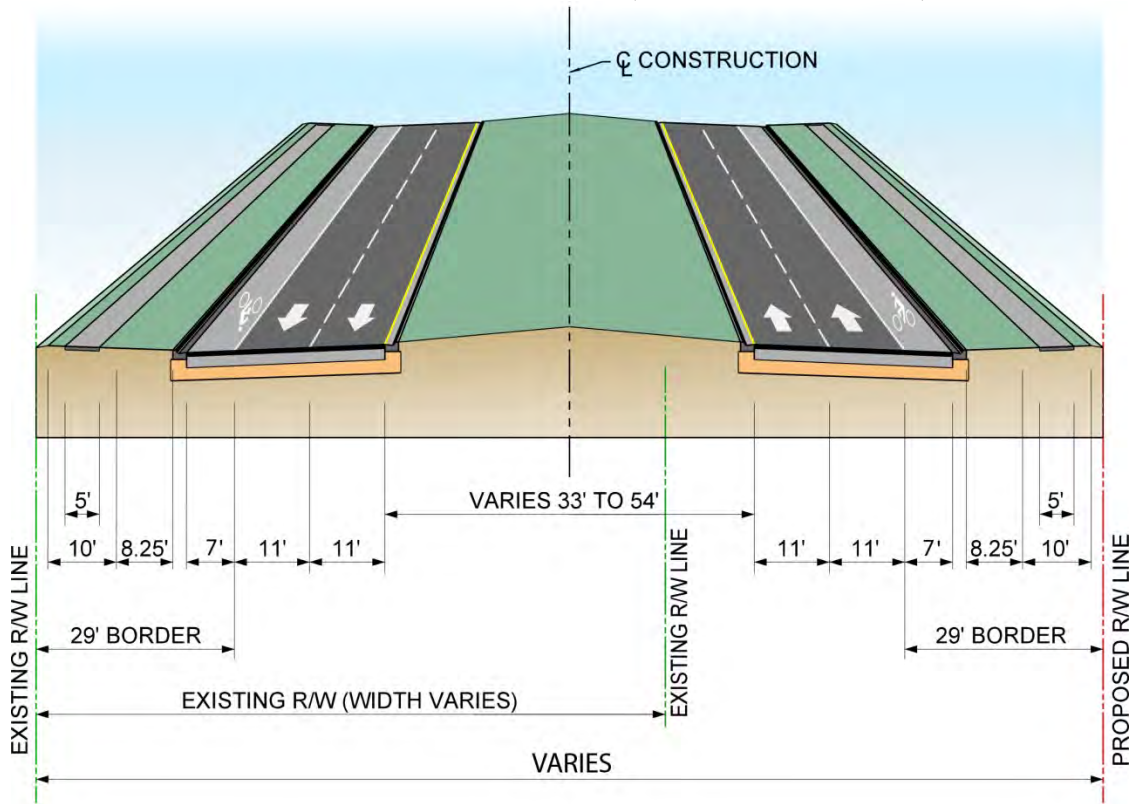 ℄ CONSTRUCTION
VARIES 33' TO 54'
5'
5'
10'
8.25'
7'
11'
11'
11'
11'
7'
8.25'
10'
29' BORDER
29' BORDER
EXISTING R/W (WIDTH VARIES)
VARIES
EXISTING R/W LINE
EXISTING R/W LINE
PROPOSED R/W LINE